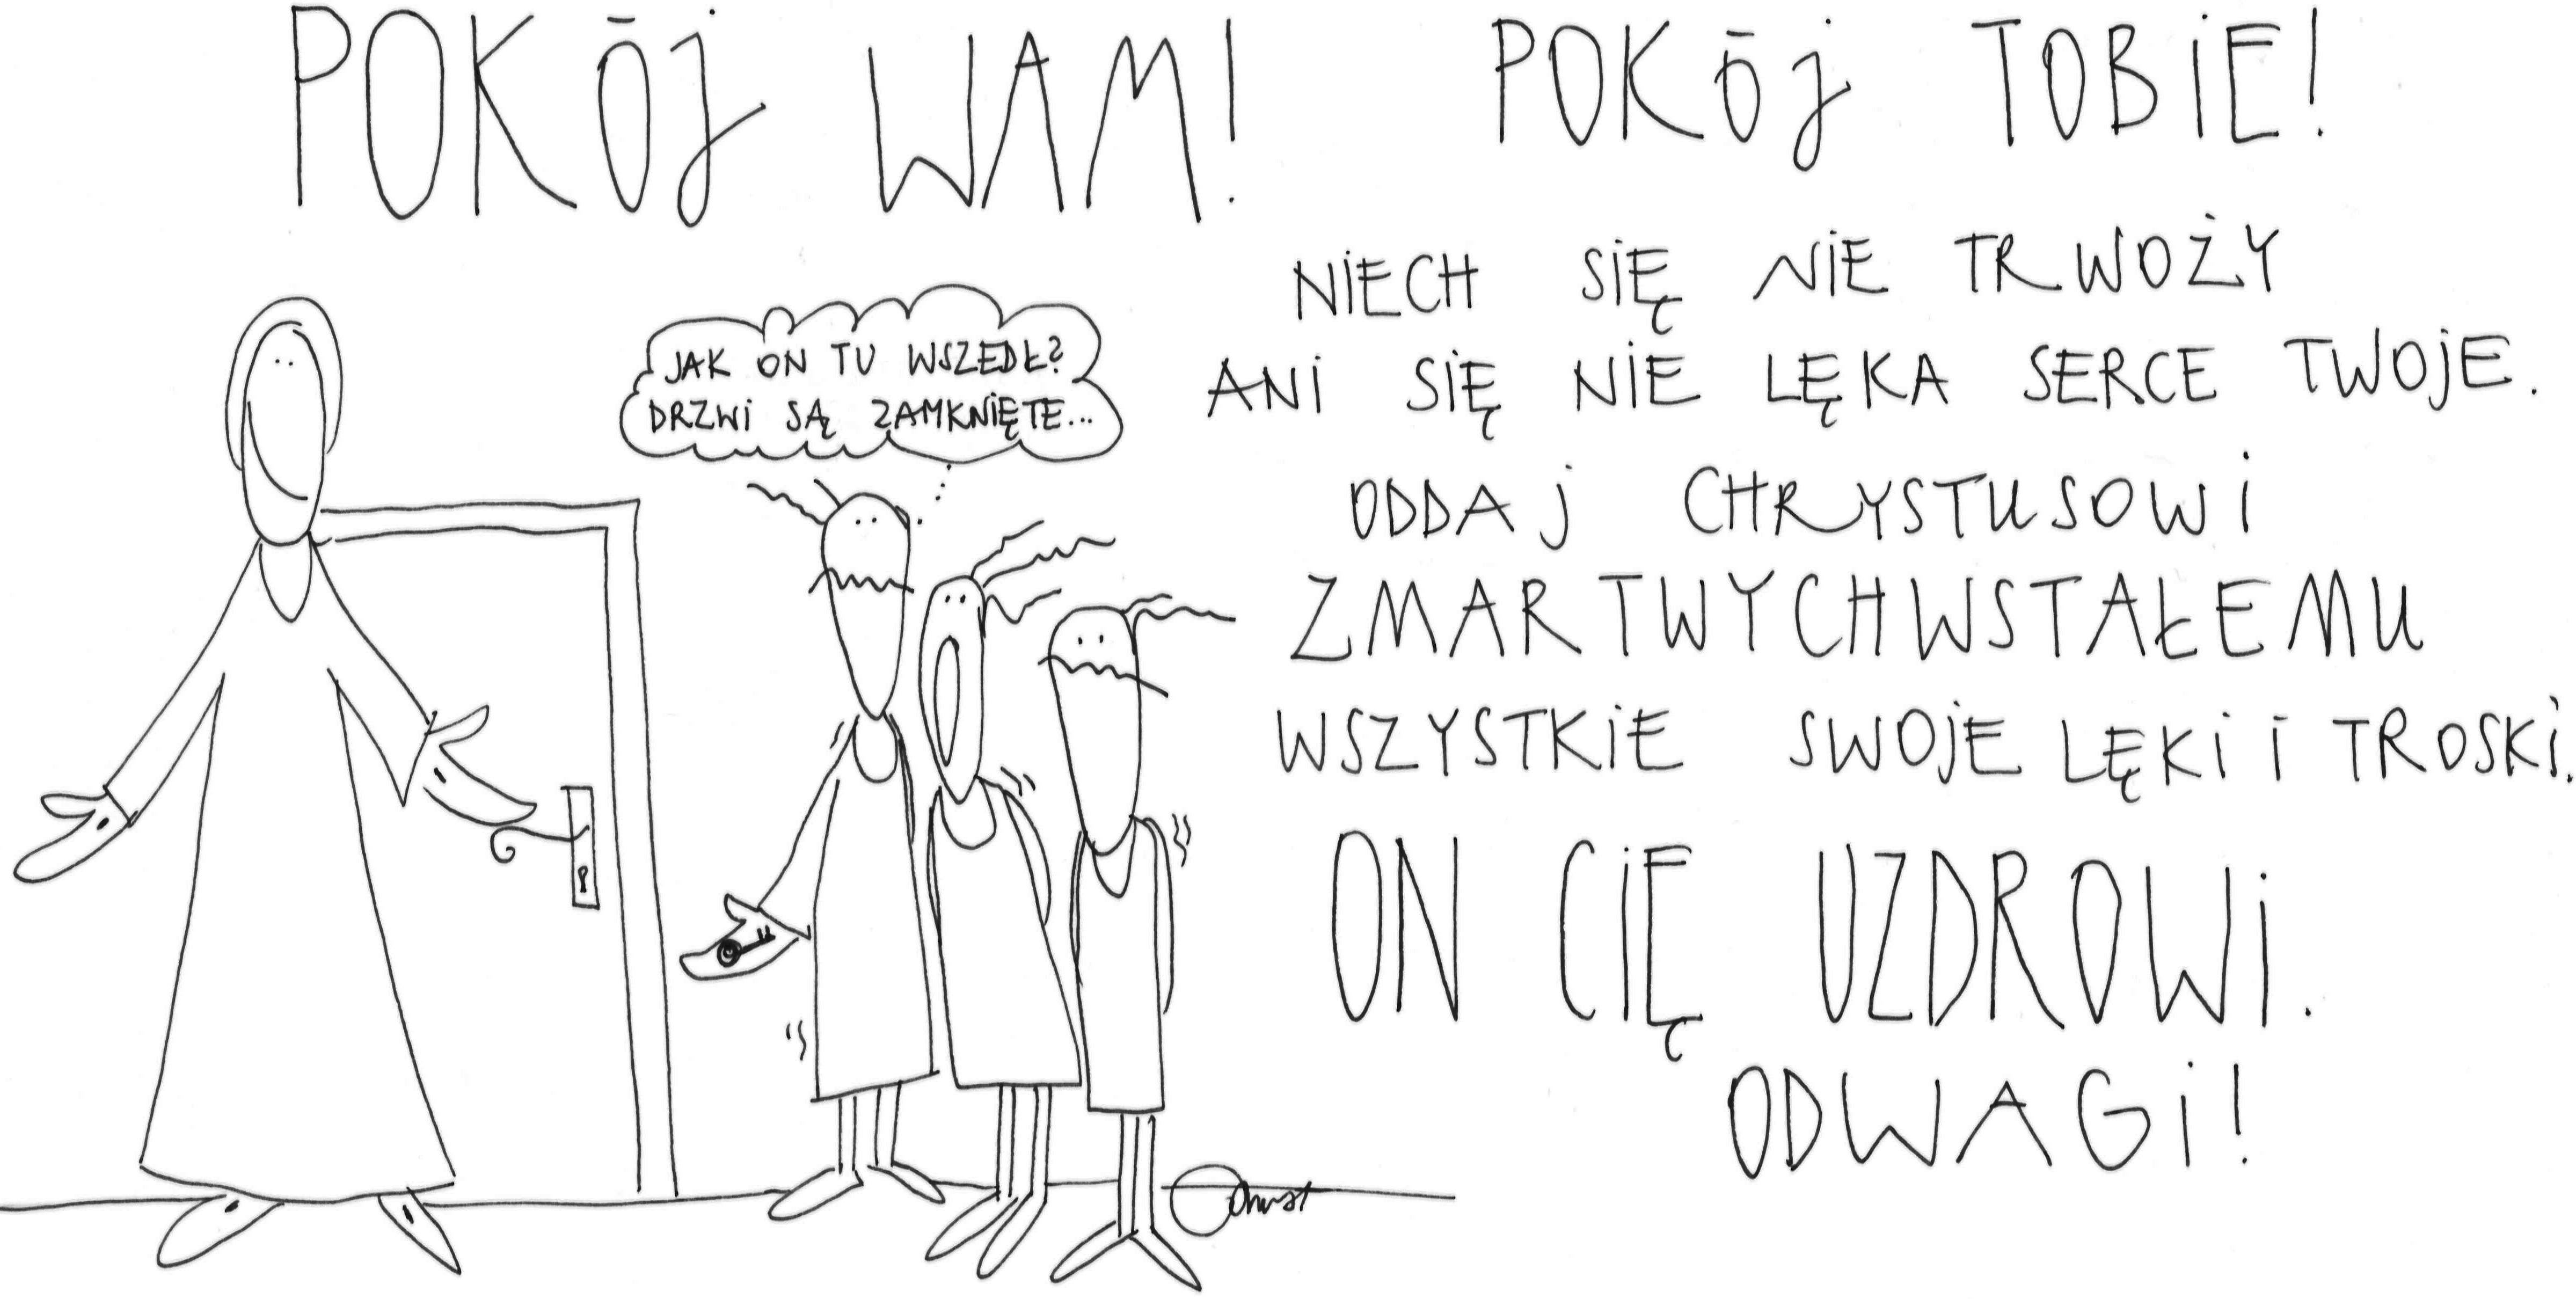 POKÓJ WAM!
JAK ON TU WSZEDŁ?
DRZWI SĄ ZAMKNIĘTE...
POKÓJ TOBIE!
NIECH SIĘ NIE TRWOŻY
ANI SIĘ NIE LĘKA SERCE TWOJE.
ODDAJ CHRYSTUSOWI
ZMARTWYCHWSTAŁEMU
WSZYSTKIE SWOJE LĘKI I TROSKI.
ON CIĘ UZDROWI.
ODWAGI!